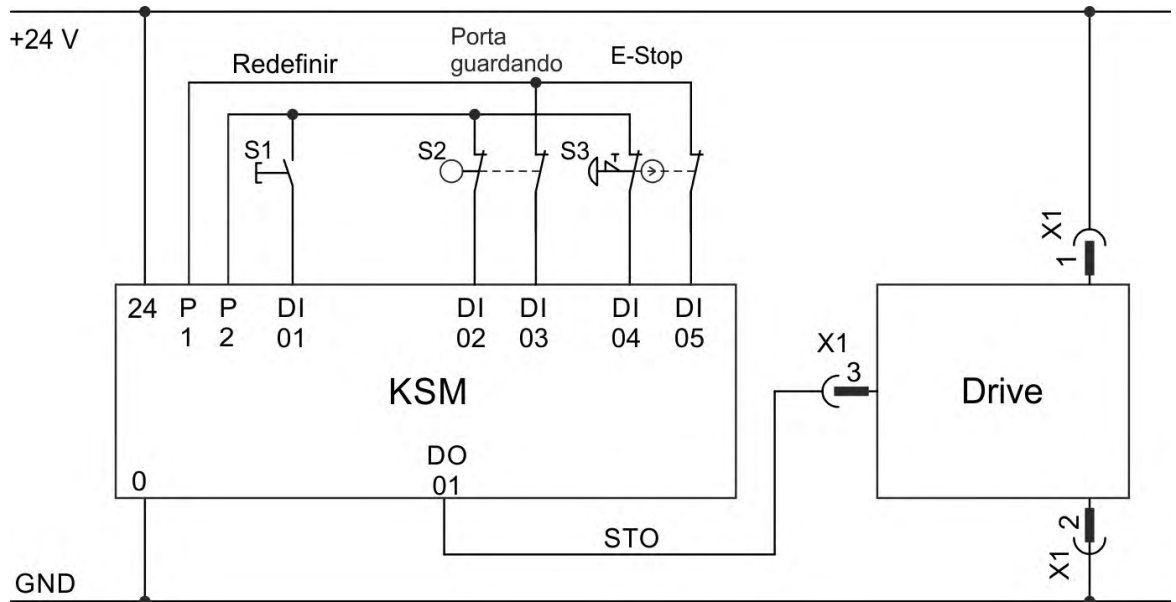 +24 V
Redefinir
Porta
guardando
E-Stop
S1
S2
S3
X1
1
24 P P DI DI DI DI DI
1 2 01 02 03 04 05
X1
3
KSM
Drive
DO
0
01
2
X1
STO
GND